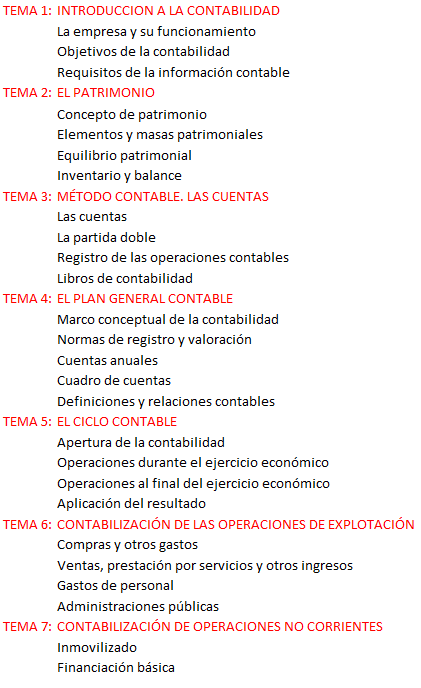 TEMA 1: INTRODUCCION A LA CONTABILIDAD
La empresa y su funcionamiento
Objetivos de la contabilidad
Requisitos de la información contable
TEMA 2: EL PATRIMONIO
Concepto de patrimonio
Elementos y masas patrimoniales
Equilibrio patrimonial
Inventario y balance
TEMA 3: MÉTODO CONTABLE. LAS CUENTAS
Las cuentas
La partida doble
Registro de las operaciones contables
Libros de contabilidad
TEMA 4: EL PLAN GENERAL CONTABLE
Marco conceptual de la contabilidad
Normas de registro y valoración
Cuentas anuales
Cuadro de cuentas
Definiciones y relaciones contables
TEMA 5: EL CICLO CONTABLE
Apertura de la contabilidad
Operaciones durante el ejercicio económico
Operaciones al final del ejercicio económico
Aplicación del resultado
TEMA 6: CONTABILIZACIÓN DE LAS OPERACIONES DE EXPLOTACIÓN
Compras y otros gastos
Ventas, prestación por servicios y otros ingresos
Gastos de personal
Administraciones públicas
TEMA 7: CONTABILIZACIÓN DE OPERACIONES NO CORRIENTES
Inmovilizado
Financiación básica